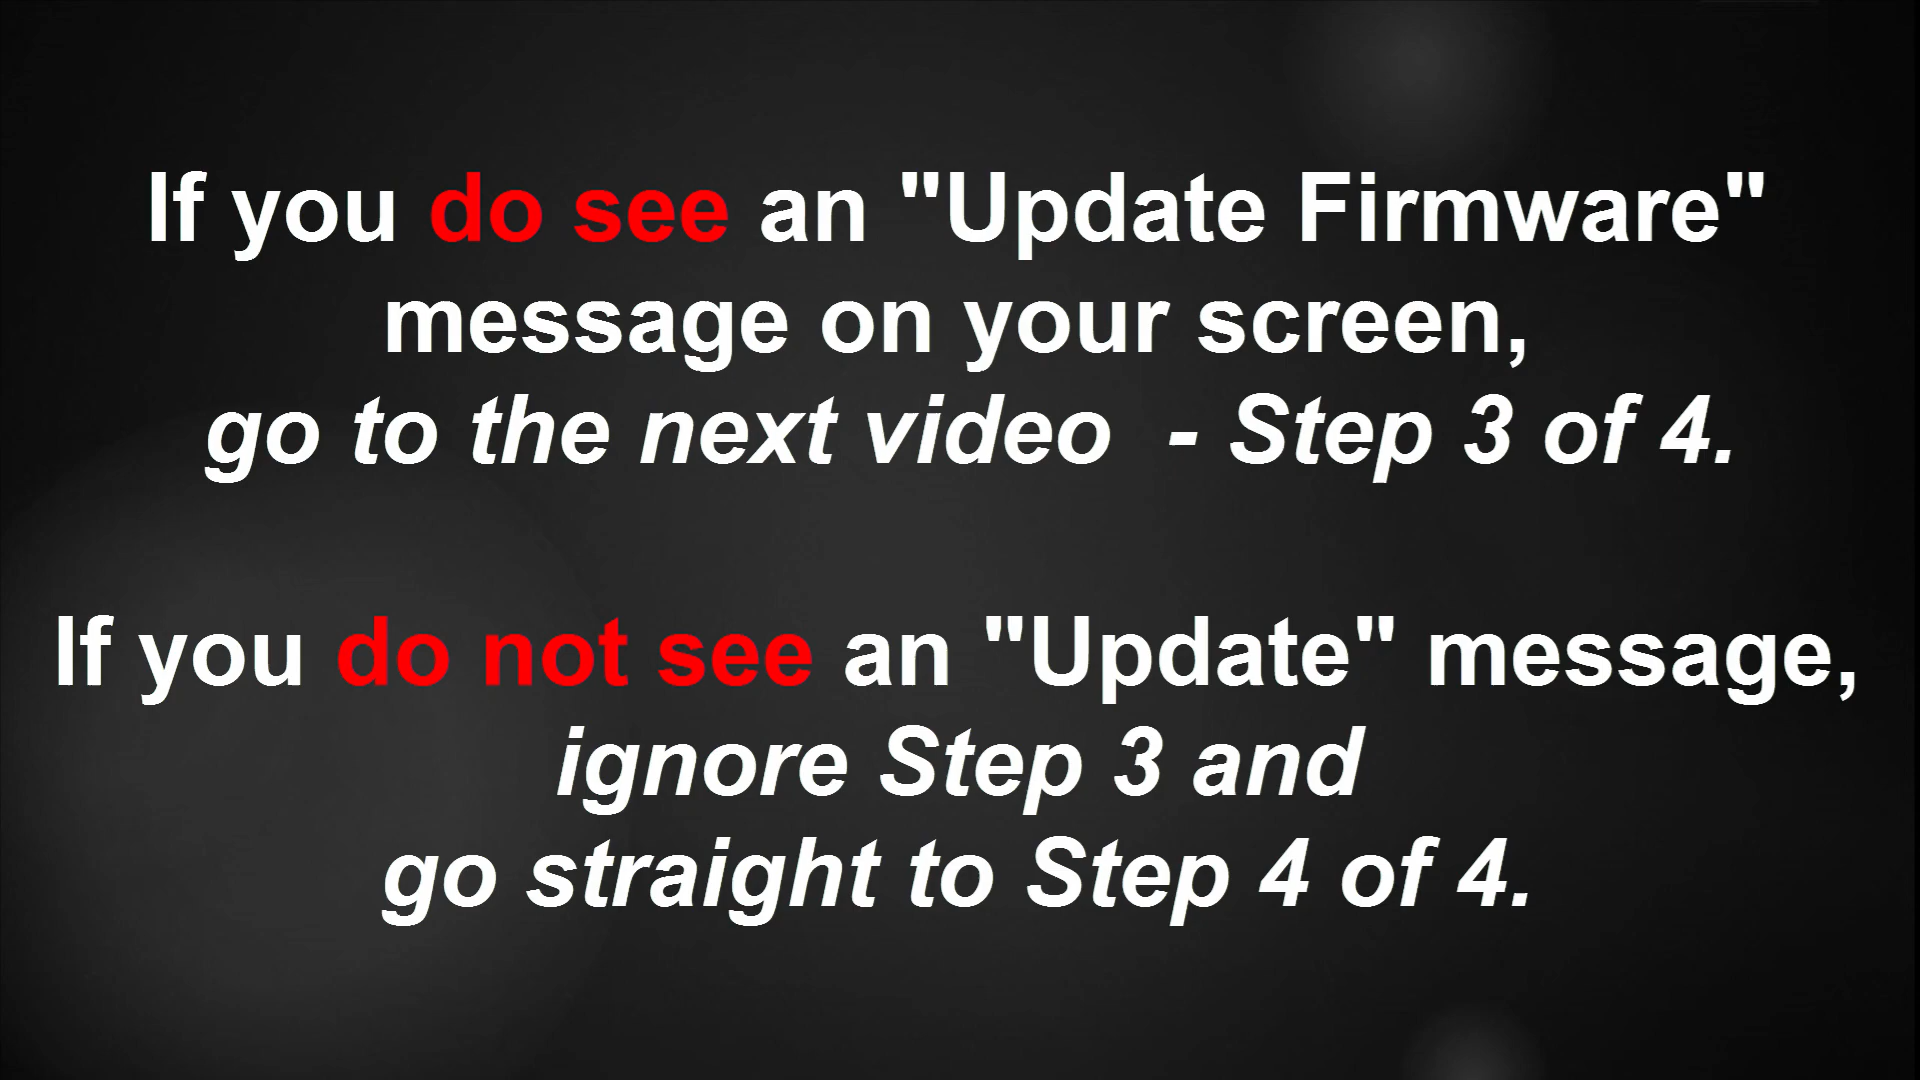 If you do see an "Update Firmware"
message on your screen,
go to the next video  - Step 3 of 4.
If you do not see an "Update" message,
ignore Step 3 and
go straight to Step 4 of 4.